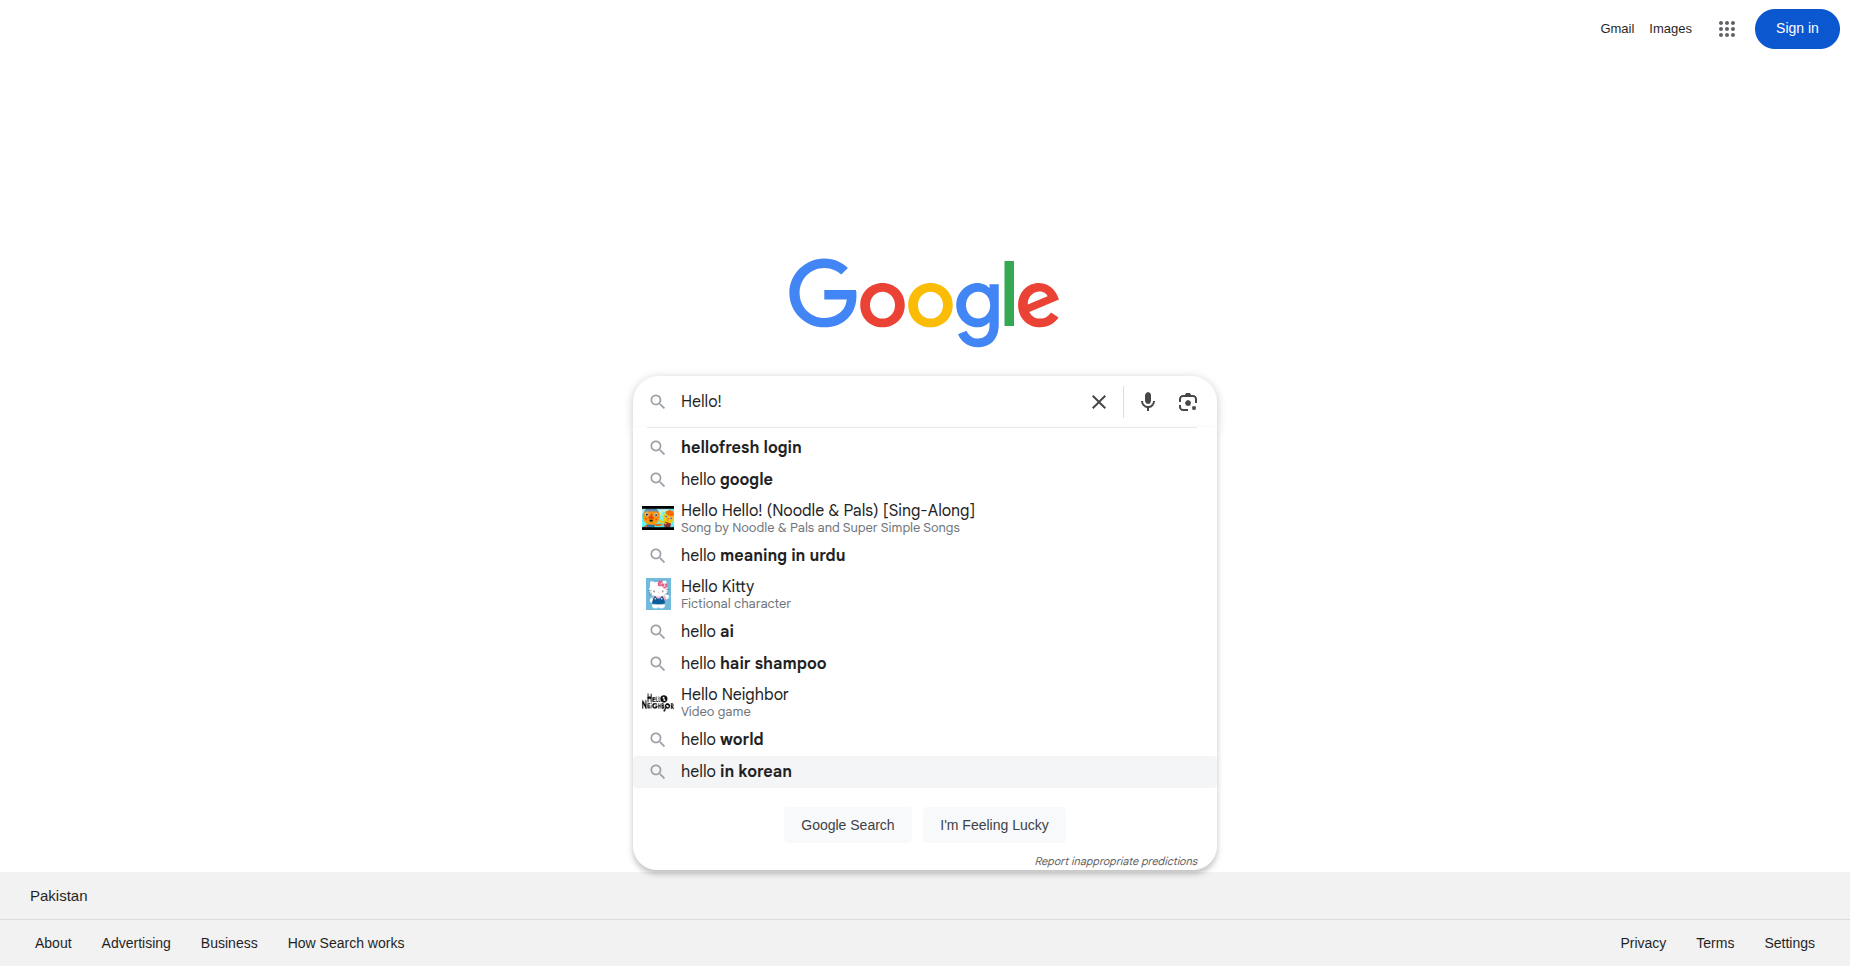 Gmail Images Sign in
Google
Hello!
hellofresh login
hello google
Hello Hello! (Noodle & Pals) [Sing-Along]
Song by Noodle & Pals and Super Simple Songs
hello meaning in urdu
Hello Kitty
Fictional character
hello ai
hello hair shampoo
HELLO
NEIGHBOR
Hello Neighbor
Video game
hello world
hello in korean
Google Search I'm Feeling Lucky
Report inappropriate predictions
Pakistan
About Advertising Business How Search works Privacy Terms Settings